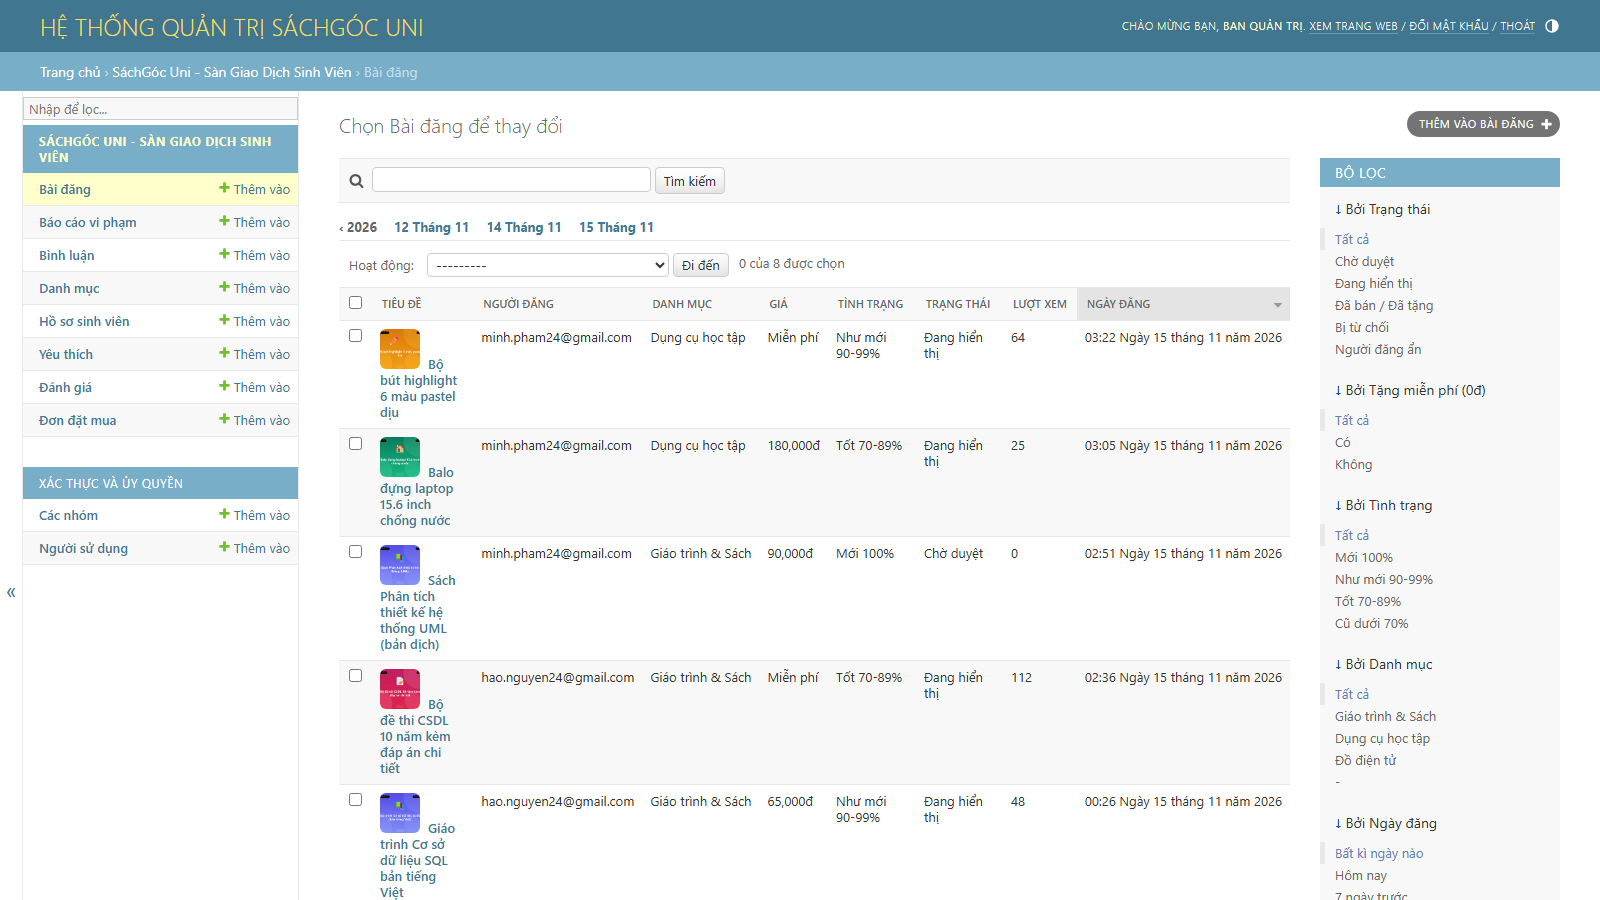 HỆ THỐNG QUẢN TRỊ SÁCHGÓC UNI
CHÀO MỪNG BẠN, BAN QUẢN TRỊ. XEM TRANG WEB / ĐỔI MẬT KHẨU / THOÁT
Trang chủ › SáchGóc Uni - Sàn Giao Dịch Sinh Viên › Bài đăng
Nhập để lọc...
SÁCHGÓC UNI - SÀN GIAO DỊCH SINH
VIÊN
Bài đăng Thêm vào
Báo cáo vi phạm Thêm vào
Bình luận Thêm vào
Danh mục Thêm vào
Hồ sơ sinh viên Thêm vào
Yêu thích Thêm vào
Đánh giá Thêm vào
Đơn đặt mua Thêm vào
XÁC THỰC VÀ ỦY QUYỀN
Các nhóm Thêm vào
Người sử dụng Thêm vào
«
Chọn Bài đăng để thay đổi
THÊM VÀO BÀI ĐĂNG
Tìm kiếm
‹ 2026 12 Tháng 11 14 Tháng 11 15 Tháng 11
Hoạt động: --------- Đi đến 0 của 8 được chọn
TIÊU ĐỀ NGƯỜI ĐĂNG DANH MỤC GIÁ TÌNH TRẠNG TRẠNG THÁI LƯỢT XEM NGÀY ĐĂNG
minh.pham24@gmail.com Dụng cụ học tập Miễn phí Như mới Đang hiển 64 03:22 Ngày 15 tháng 11 năm 2026
90-99% thị
Bộ
bút highlight
6 màu pastel
dịu
minh.pham24@gmail.com Dụng cụ học tập 180,000đ Tốt 70-89% Đang hiển 25 03:05 Ngày 15 tháng 11 năm 2026
thị
Balo
đựng laptop
15.6 inch
chống nước
minh.pham24@gmail.com Giáo trình & Sách 90,000đ Mới 100% Chờ duyệt 0 02:51 Ngày 15 tháng 11 năm 2026
Sách
Phân tích
thiết kế hệ
thống UML
(bản dịch)
hao.nguyen24@gmail.com Giáo trình & Sách Miễn phí Tốt 70-89% Đang hiển 112 02:36 Ngày 15 tháng 11 năm 2026
thị
Bộ
đề thi CSDL
10 năm kèm
đáp án chi
tiết
hao.nguyen24@gmail.com Giáo trình & Sách 65,000đ Như mới Đang hiển 48 00:26 Ngày 15 tháng 11 năm 2026
90-99% thị
Giáo
trình Cơ sở
dữ liệu SQL
bản tiếng
Việt
BỘ LỌC
↓ Bởi Trạng thái
Tất cả
Chờ duyệt
Đang hiển thị
Đã bán / Đã tặng
Bị từ chối
Người đăng ẩn
↓ Bởi Tặng miễn phí (0đ)
Tất cả
Có
Không
↓ Bởi Tình trạng
Tất cả
Mới 100%
Như mới 90-99%
Tốt 70-89%
Cũ dưới 70%
↓ Bởi Danh mục
Tất cả
Giáo trình & Sách
Dụng cụ học tập
Đồ điện tử
-
↓ Bởi Ngày đăng
Bất kì ngày nào
Hôm nay
7 ngày trước